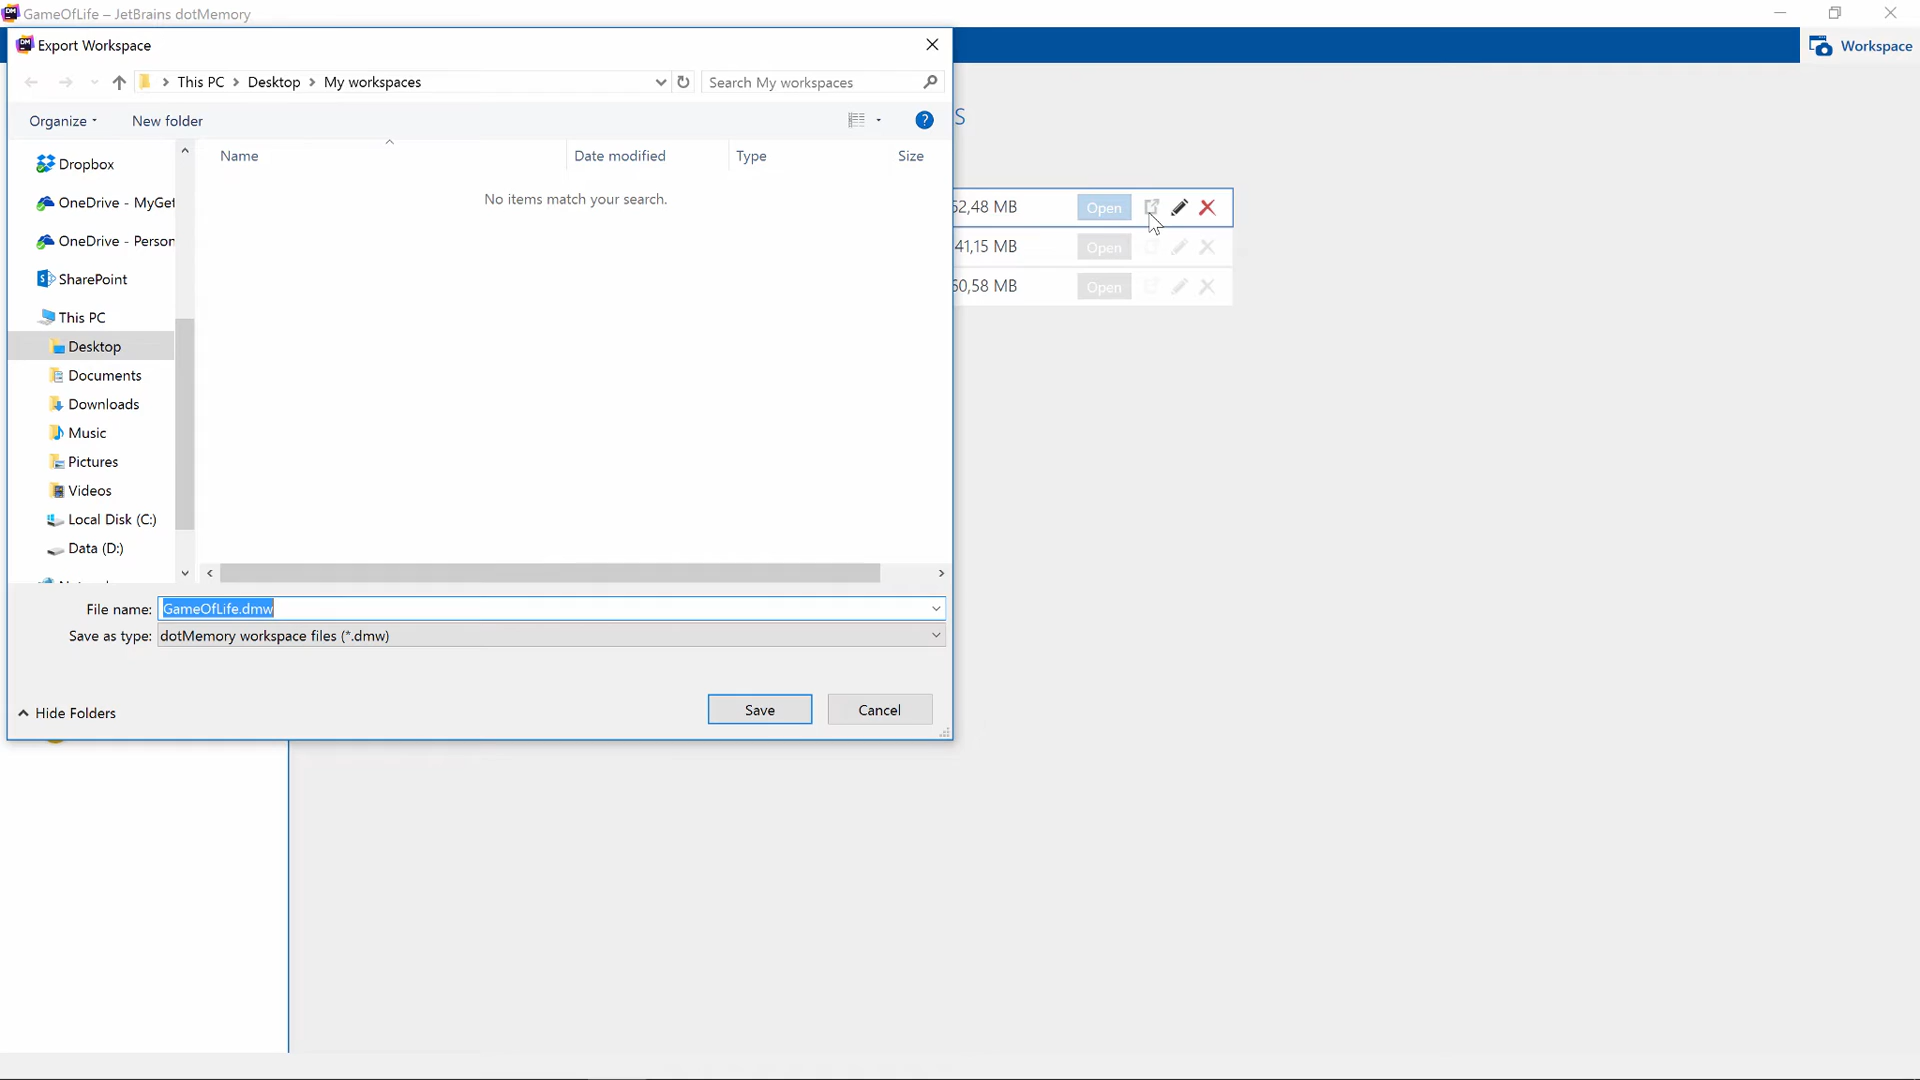 GameOfLife – JetBrains dotMemory
Export Workspace
Workspace
This PC > Desktop > My workspaces
Search My workspaces
Organize
New folder
S
Name
Date modified
Type
Size
Dropbox
No items match your search.
OneDrive - MyGet
52,48 MB
Open
OneDrive - Person
41,15 MB
Open
SharePoint
60,58 MB
Open
This PC
Desktop
Documents
Downloads
Music
Pictures
Videos
Local Disk (C:)
Data (D:)
File name: GameOfLife.dmw
Save as type: dotMemory workspace files (*.dmw)
Hide Folders
Save
Cancel